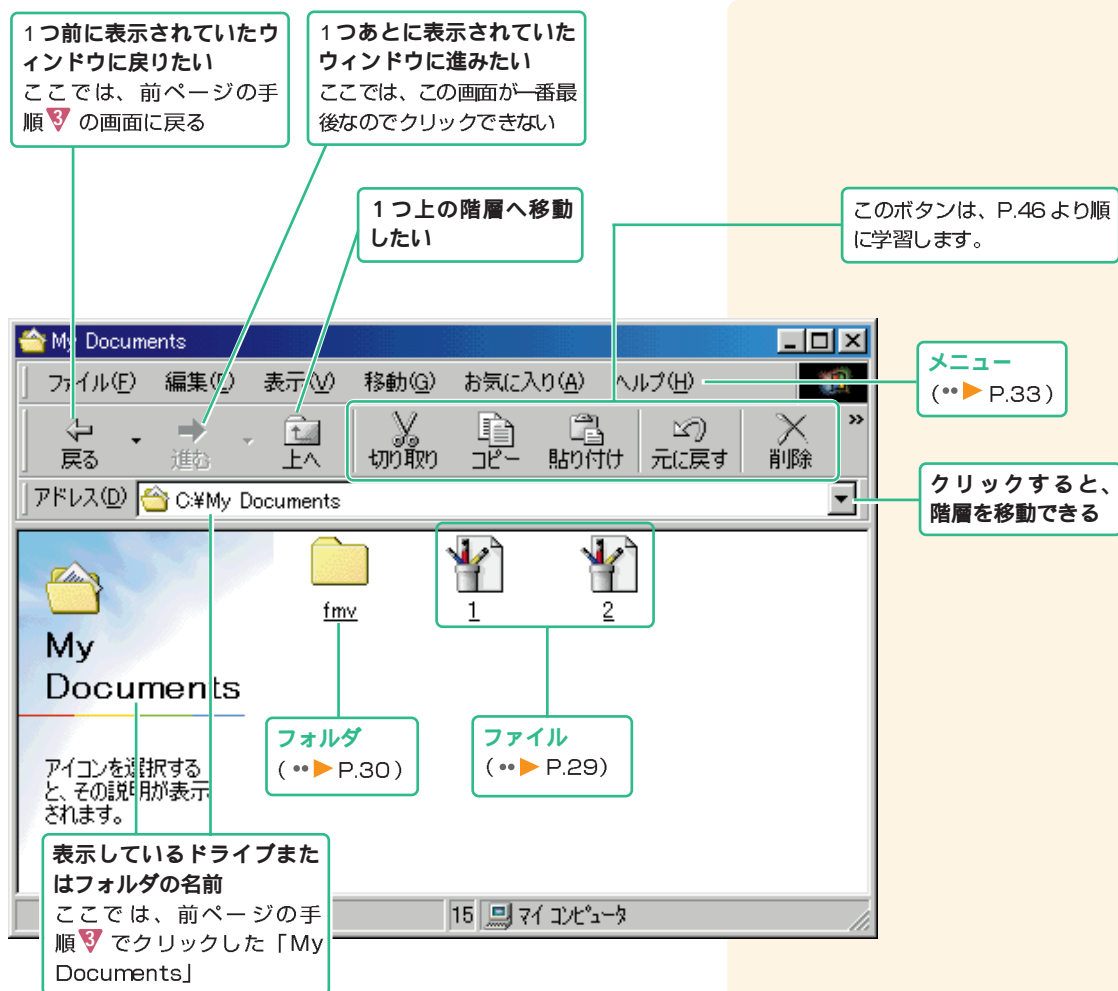 1つ前に表示されていたウ
ィンドウに戻りたい
ここでは、前ページの手
順3 の画面に戻る
1つあとに表示されていた
ウィンドウに進みたい
ここでは、この画面が一番最
後なのでクリックできない
1つ上の階層へ移動
したい
このボタンは、P.46より順
に学習します。
My Documents
ファイル(F) 編集(E) 表示(V) 移動(G) お気に入り(A) ヘルプ(H)
メニュー
(P.33)
戻る 進む 上へ 切り取り コピー 貼り付け 元に戻す 削除 »
アドレス(D) C:¥My Documents
クリックすると、
階層を移動できる
fmv 1 2
My
Documents
フォルダ
(P.30)
ファイル
(P.29)
アイコンを選択する
と、その説明が表示
されます。
表示しているドライブまた
はフォルダの名前
ここでは、前ページの手
順3 でクリックした「My
Documents」
15 マイ コンピュータ